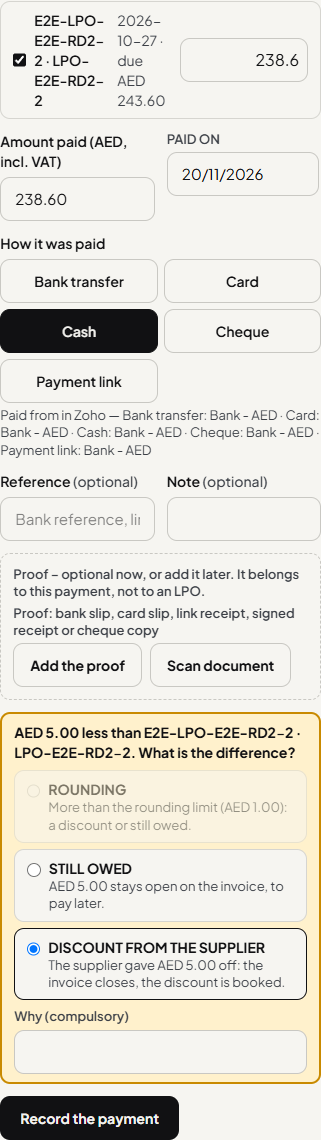 E2E-LPO-
E2E-RD2-
2 · LPO-
E2E-RD2-
2
2026-
10-27 ·
due
AED
243.60
238.6
Amount paid (AED,
incl. VAT)
PAID ON
238.60
20/11/2026
How it was paid
Bank transfer
Card
Cash
Cheque
Payment link
Paid from in Zoho — Bank transfer: Bank - AED · Card:
Bank - AED · Cash: Bank - AED · Cheque: Bank - AED ·
Payment link: Bank - AED
Reference (optional)
Note (optional)
Bank reference, lir
Proof – optional now, or add it later. It belongs
to this payment, not to an LPO.
Proof: bank slip, card slip, link receipt, signed
receipt or cheque copy
Add the proof
Scan document
AED 5.00 less than E2E-LPO-E2E-RD2-2 ·
LPO-E2E-RD2-2. What is the difference?
ROUNDING
More than the rounding limit (AED 1.00):
a discount or still owed.
STILL OWED
AED 5.00 stays open on the invoice, to
pay later.
DISCOUNT FROM THE SUPPLIER
The supplier gave AED 5.00 off: the
invoice closes, the discount is booked.
Why (compulsory)
Record the payment